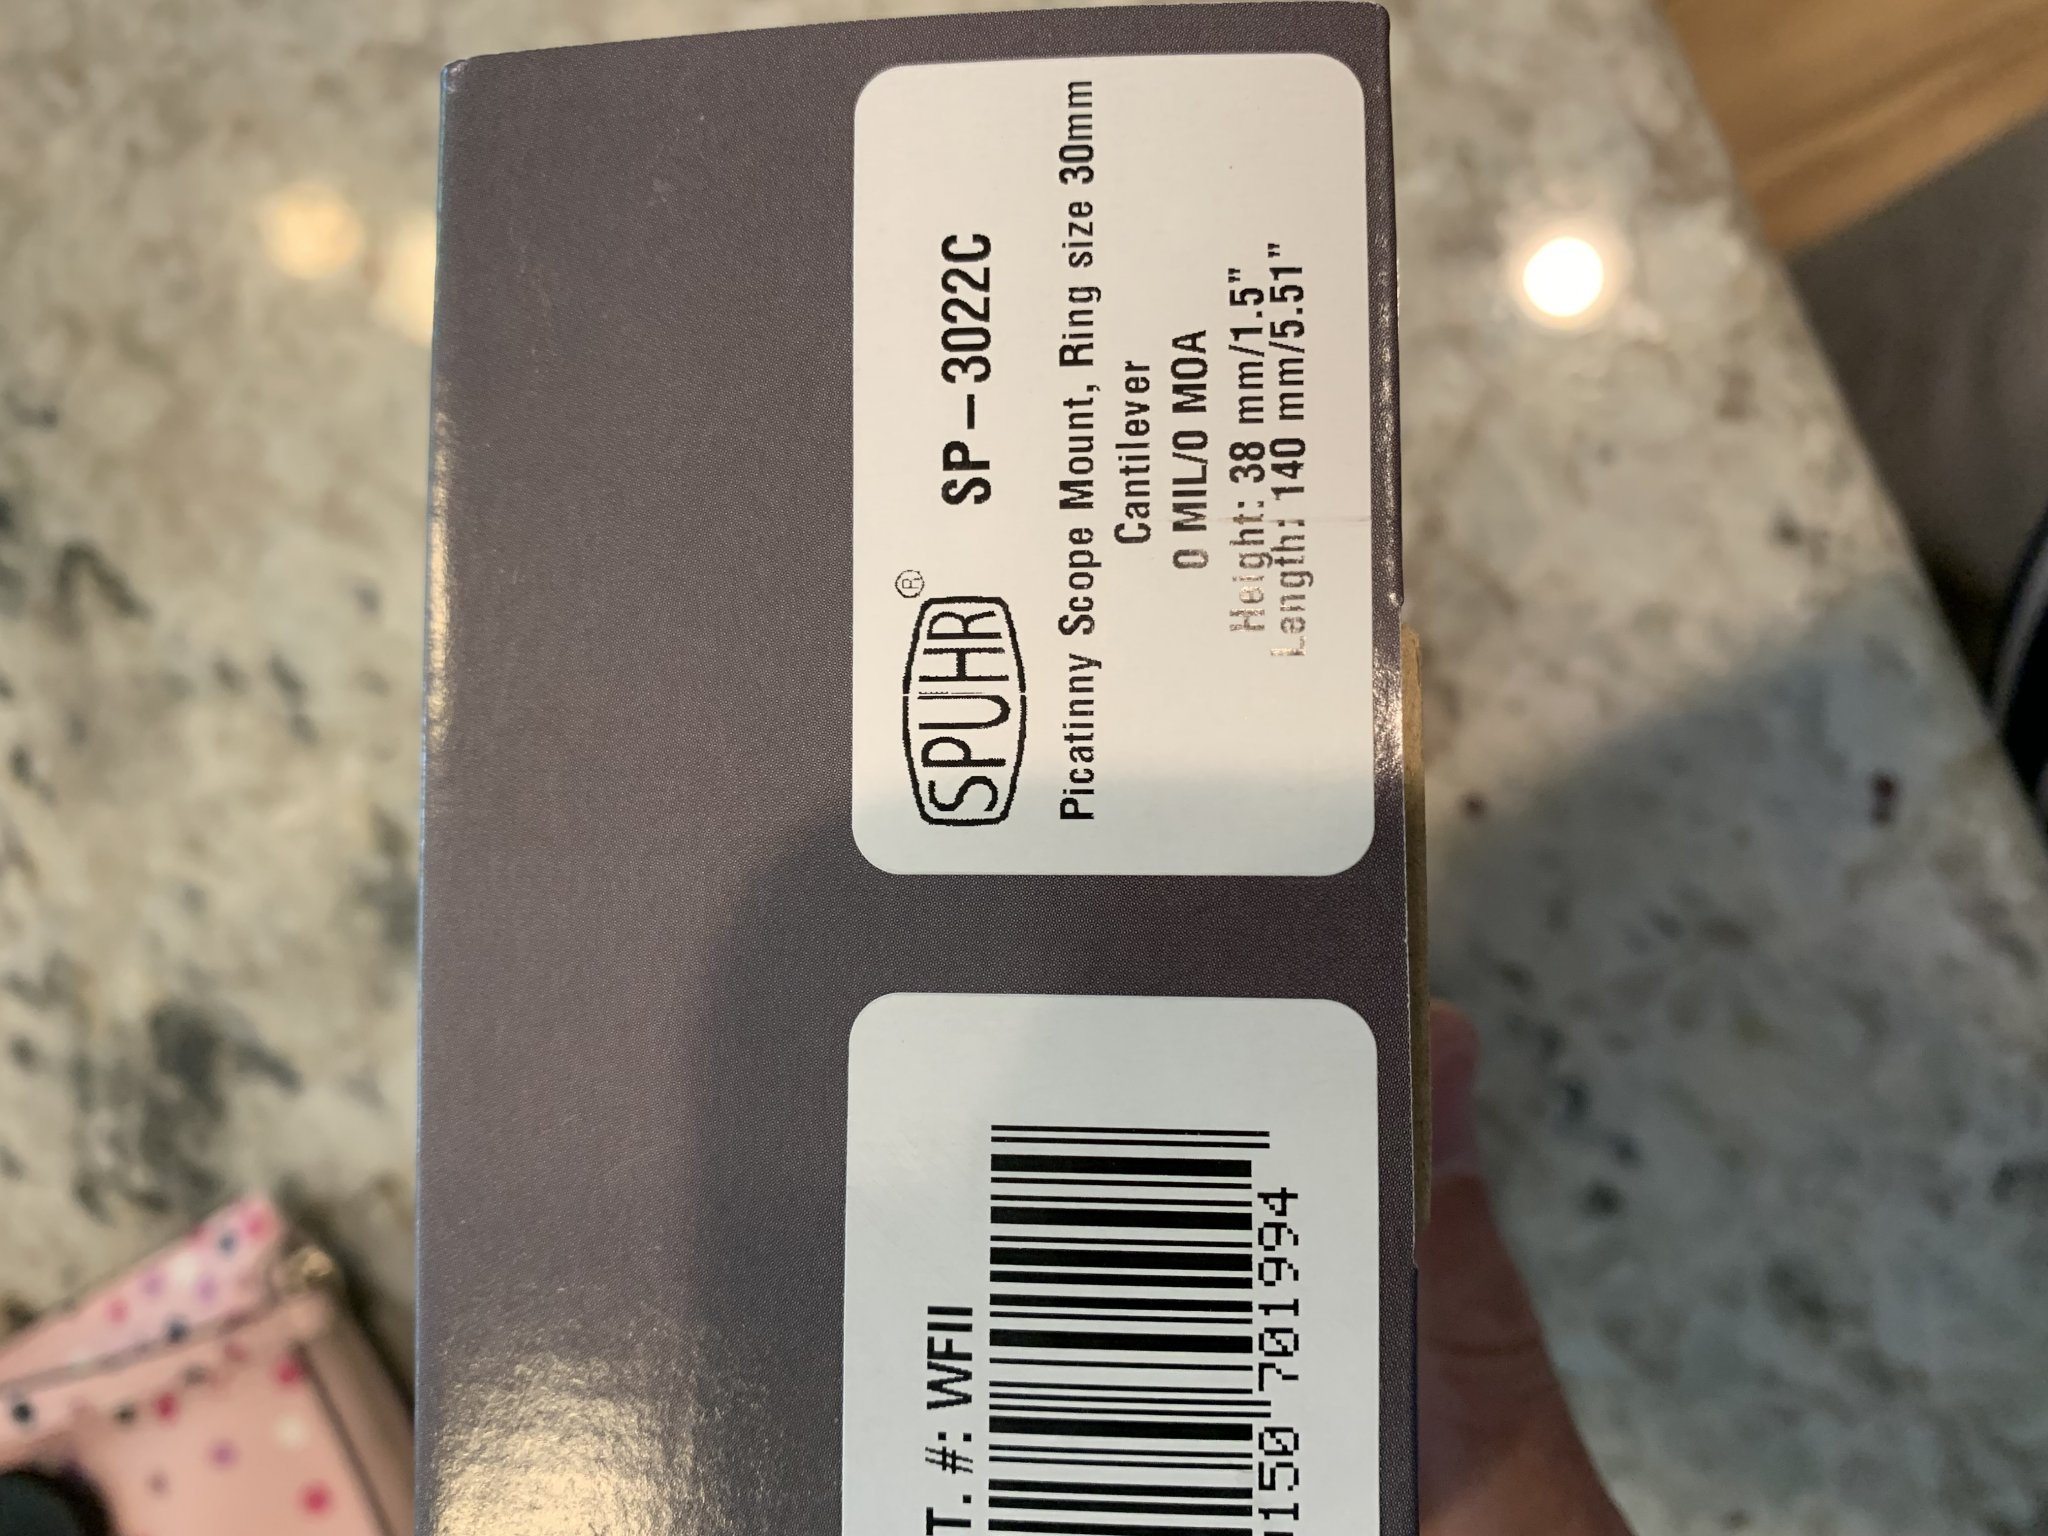 SPUHR®
SP-3022C
Picatinny Scope Mount, Ring size 30mm
Cantilever
0 MIL/0 MOA
Height: 38 mm/1.5"
Length: 140 mm/5.51"
T. #: WFII
150 701994